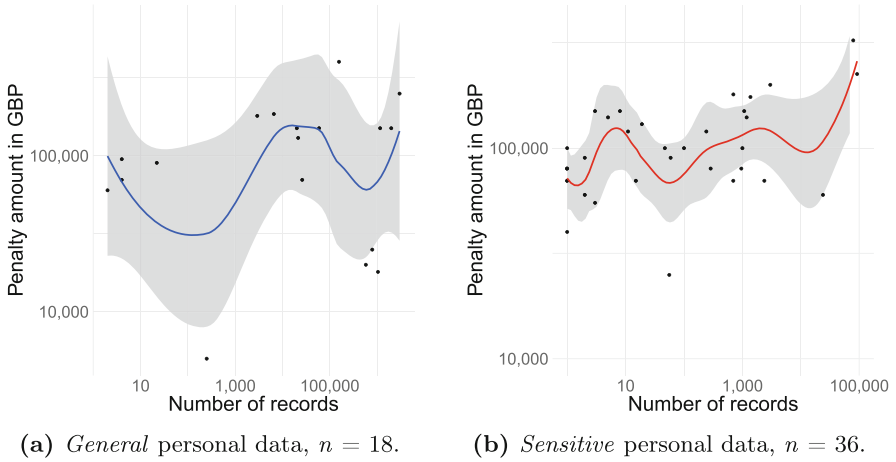 Penalty amount in GBP
100,000
10,000
10
1,000
100,000
Number of records
(a) General personal data, n = 18.
Penalty amount in GBP
100,000
10,000
10
1,000
100,000
Number of records
(b) Sensitive personal data, n = 36.